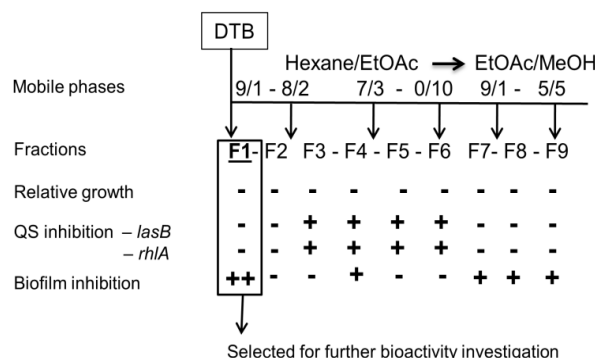 DTB
Hexane/EtOAc → EtOAc/MeOH
Mobile phases 9/1 - 8/2 7/3 - 0/10 9/1 - 5/5
Fractions F1 - F2 F3 - F4 - F5 - F6 F7 - F8 - F9
Relative growth - - - - - - - - -
QS inhibition – lasB - - + + + + - - -
– rhlA - - + + + + - - -
Biofilm inhibition ++ - - + - - + + +
Selected for further bioactivity investigation